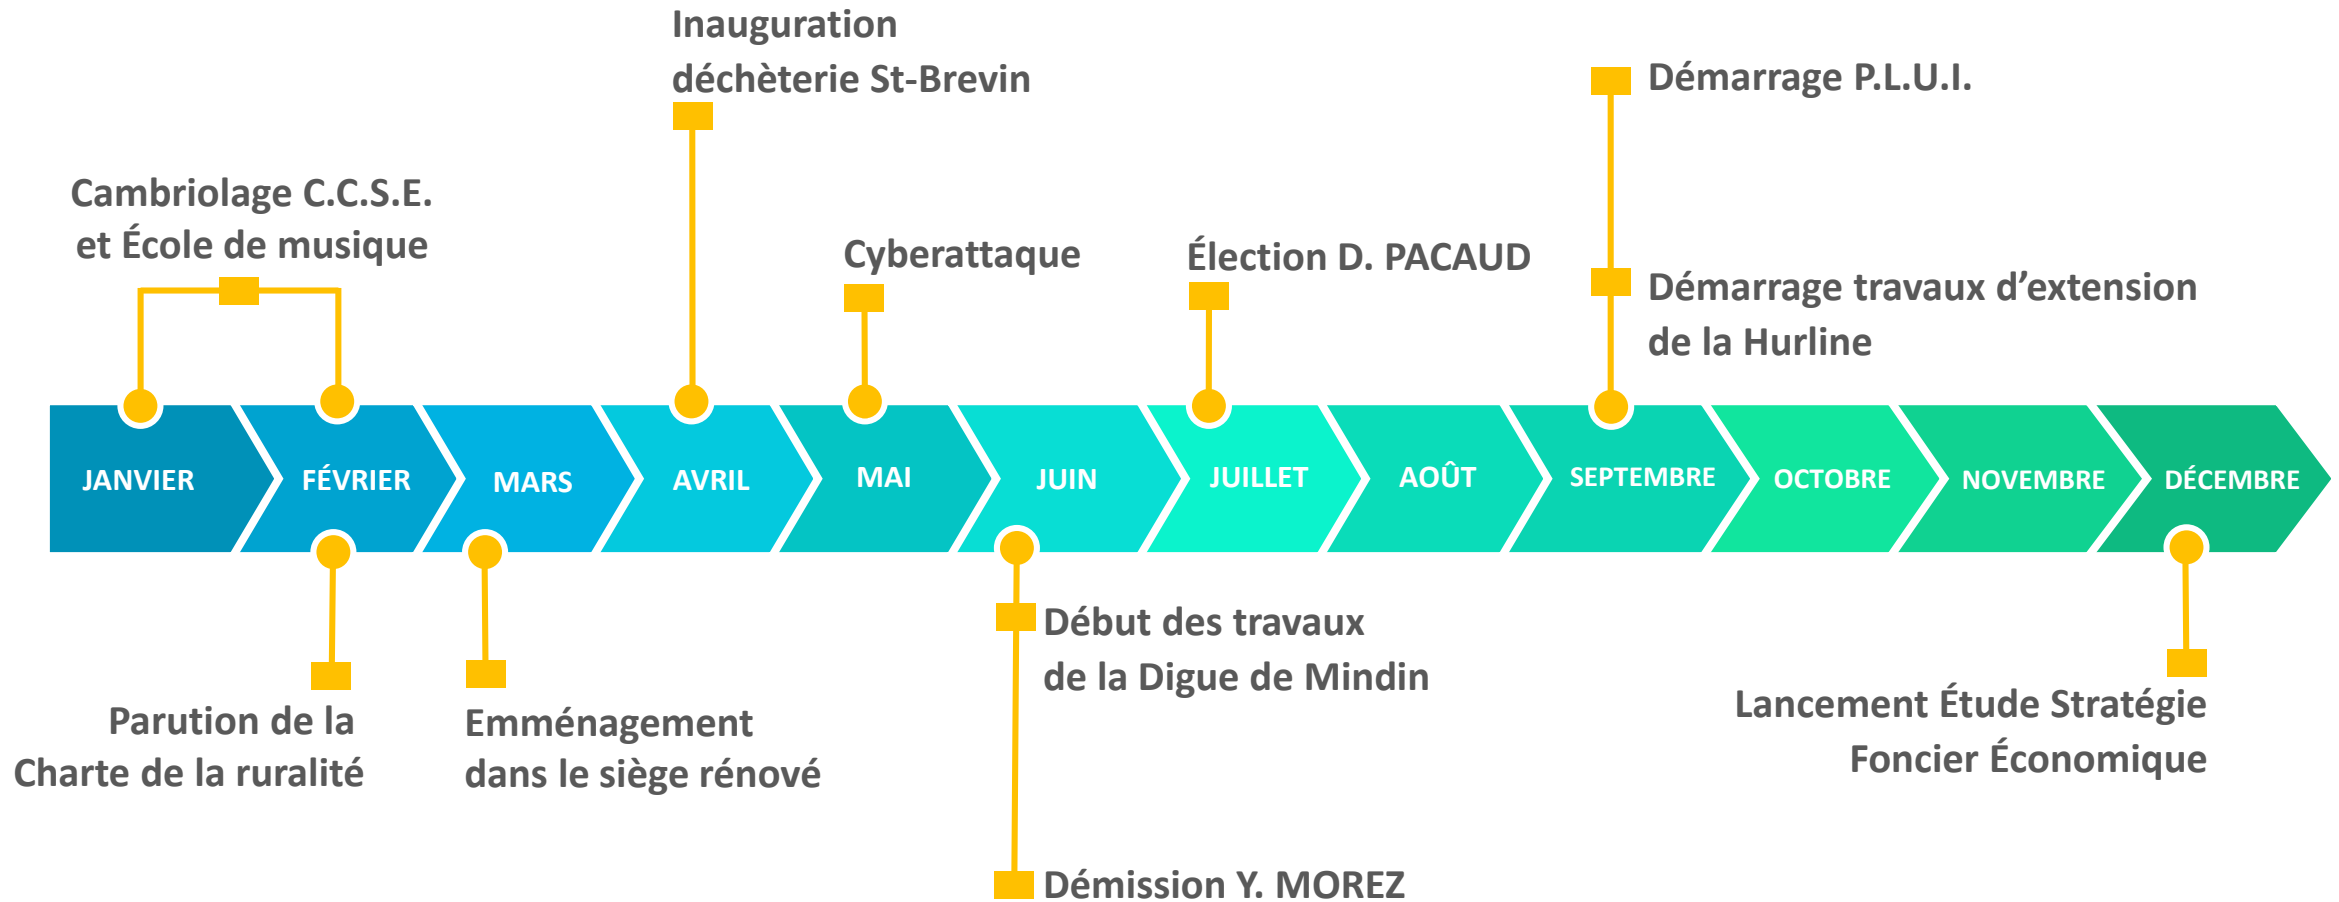 Inauguration
déchèterie St-Brevin
Démarrage P.L.U.I.
Cambriolage C.C.S.E.
et École de musique
Cyberattaque
Élection D. PACAUD
Démarrage travaux d’extension
de la Hurline
JANVIER
FÉVRIER
MARS
AVRIL
MAI
JUIN
JUILLET
AOÛT
SEPTEMBRE
OCTOBRE
NOVEMBRE
DÉCEMBRE
Parution de la
Charte de la ruralité
Emménagement
dans le siège rénové
Début des travaux
de la Digue de Mindin
Démission Y. MOREZ
Lancement Étude Stratégie
Foncier Économique